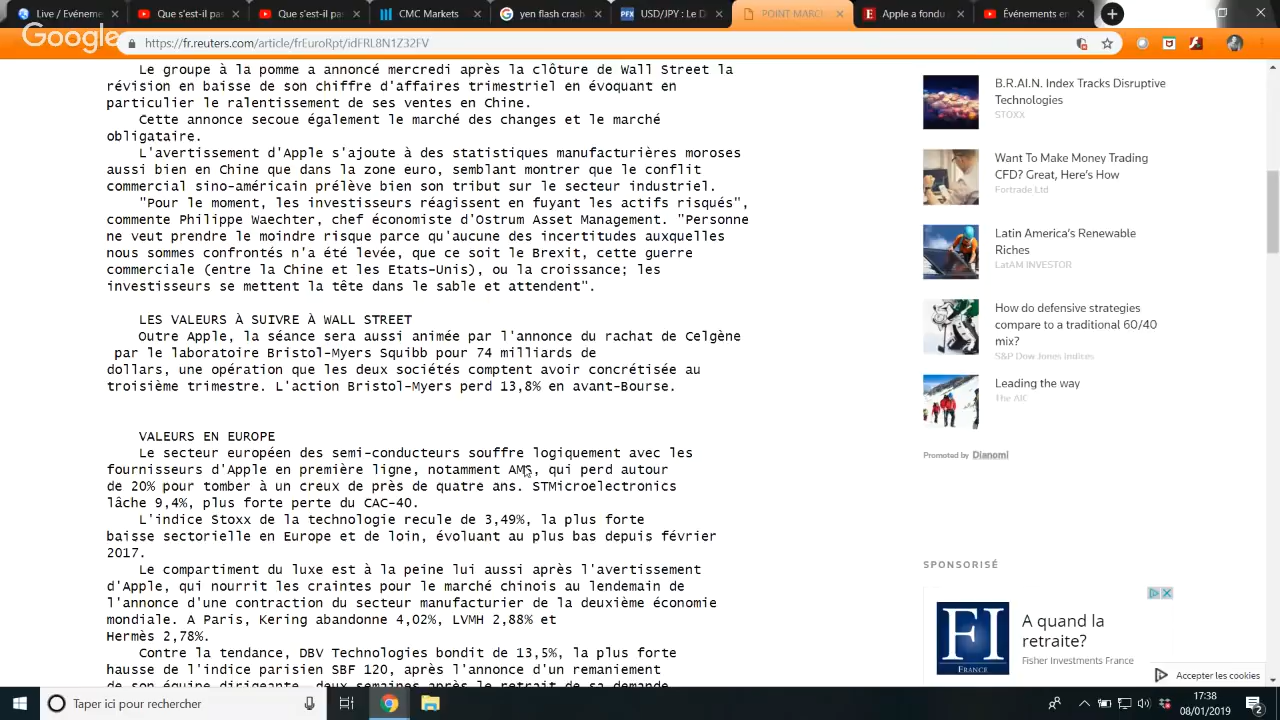 Live / Événeme
Qu'est-il pas
Qu'est-il pa
CMC Markets
yen flash crash
USD/JPY : Le D
POINT MARCH
Apple a fondu
Événements en
Google
https://fr.reuters.com/article/frEuroRpt/idFRL8N1Z32FV
Le groupe à la pomme a annoncé mercredi après la clôture de Wall Street la
révision en baisse de son chiffre d'affaires trimestriel en évoquant en
particulier le ralentissement de ses ventes en Chine.
Cette annonce secoue également le marché des changes et le marché
obligataire.
L'avertissement d'Apple s'ajoute à des statistiques manufacturières moroses
aussi bien en Chine que dans la zone euro, semblant montrer que le conflit
commercial sino-américain prélève bien son tribut sur le secteur industriel.
"Pour le moment, les investisseurs réagissent en fuyant les actifs risqués",
commente Philippe Waechter, chef économiste d'Ostrum Asset Management. "Personne
ne veut prendre le moindre risque parce qu'aucune des incertitudes auxquelles
nous sommes confrontés n'a été levée, que ce soit le Brexit, cette guerre
commerciale (entre la Chine et les Etats-Unis), ou la croissance; les
investisseurs se mettent la tête dans le sable et attendent".
LES VALEURS À SUIVRE À WALL STREET
Outre Apple, la séance sera aussi animée par l'annonce du rachat de Celgène
par le laboratoire Bristol-Myers Squibb pour 74 milliards de
dollars, une opération que les deux sociétés comptent avoir concrétisée au
troisième trimestre. L'action Bristol-Myers perd 13,8% en avant-Bourse.
VALEURS EN EUROPE
Le secteur européen des semi-conducteurs souffre logiquement avec les
fournisseurs d'Apple en première ligne, notamment AMS, qui perd autour
de 20% pour tomber à un creux de près de quatre ans. STMicroelectronics
lâche 9,4%, plus forte perte du CAC-40.
L'indice Stoxx de la technologie recule de 3,49%, la plus forte
baisse sectorielle en Europe et de loin, évoluant au plus bas depuis février
2017.
Le compartiment du luxe est à la peine lui aussi après l'avertissement
d'Apple, qui nourrit les craintes pour le marché chinois au lendemain de
l'annonce d'une contraction du secteur manufacturier de la deuxième économie
mondiale. A Paris, Kering abandonne 4,02%, LVMH 2,88% et
Hermès 2,78%.
Contre la tendance, DBV Technologies bondit de 13,5%, la plus forte
hausse de l'indice parisien SBF 120, après l'annonce d'un remaniement
de son équipe dirigeante, deux semaines après le retrait de sa demande
B.R.AI.N. Index Tracks Disruptive
Technologies
STOXX
Want To Make Money Trading
CFD? Great, Here's How
Fortrade Ltd
Latin America's Renewable
Riches
LatAM INVESTOR
How do defensive strategies
compare to a traditional 60/40
mix?
S&P Dow Jones Indices
Leading the way
The AIC
Promoted by Dianomi
SPONSORISÉ
FI
FRANCE
A quand la
retraite?
Fisher Investments France
Accepter les cookies
Taper ici pour rechercher
17:38
08/01/2019
2